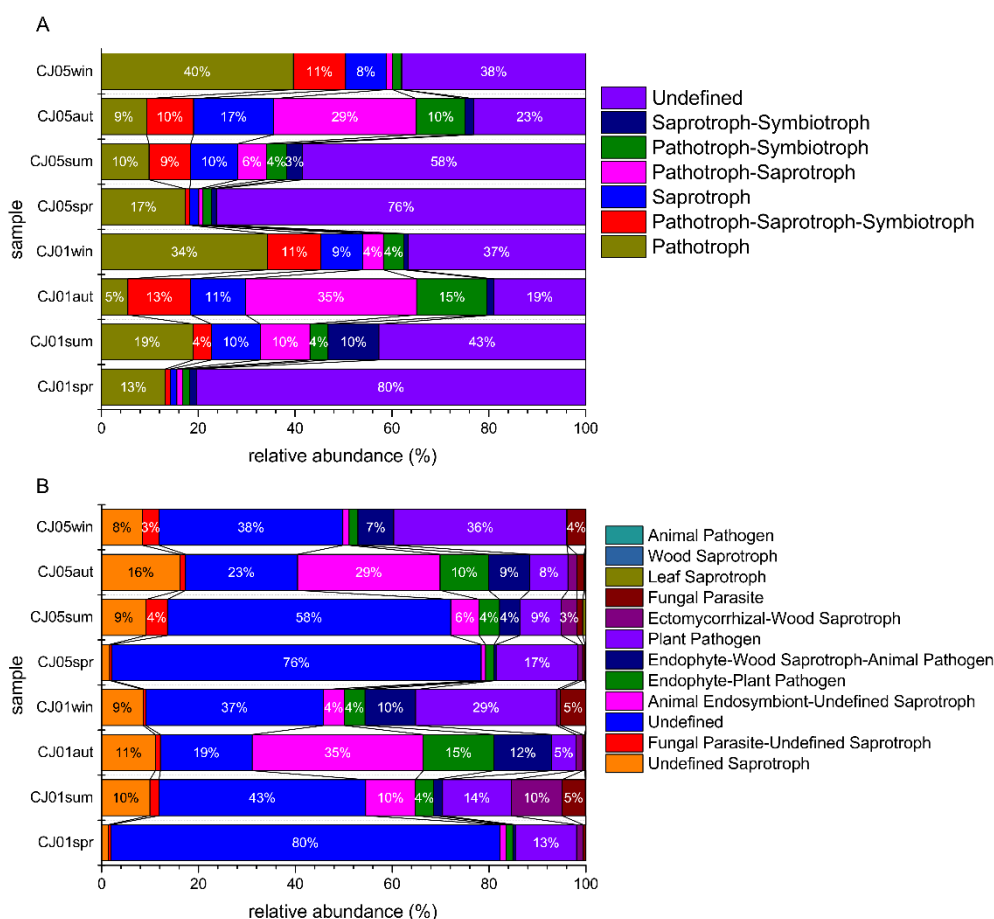 A
CJ05win
40%
11%
8%
38%
CJ05aut
9%
10%
17%
29%
10%
23%
CJ05sum
10%
9%
10%
6%
4%
3%
58%
CJ05spr
17%
76%
CJ01win
34%
11%
9%
4%
4%
37%
CJ01aut
5%
13%
11%
35%
15%
19%
CJ01sum
19%
4%
10%
10%
4%
10%
43%
CJ01spr
13%
80%
sample
0 20 40 60 80 100
relative abundance (%)
Undefined
Saprotroph-Symbiotroph
Pathotroph-Symbiotroph
Pathotroph-Saprotroph
Saprotroph
Pathotroph-Saprotroph-Symbiotroph
Pathotroph
B
CJ05win
8%
3%
38%
7%
36%
4%
CJ05aut
16%
23%
29%
10%
9%
8%
CJ05sum
9%
4%
58%
6%
4%
4%
9%
3%
CJ05spr
76%
17%
CJ01win
9%
37%
4%
4%
10%
29%
5%
CJ01aut
11%
19%
35%
15%
12%
5%
CJ01sum
10%
43%
10%
4%
14%
10%
5%
CJ01spr
80%
13%
sample
0 20 40 60 80 100
relative abundance (%)
Animal Pathogen
Wood Saprotroph
Leaf Saprotroph
Fungal Parasite
Ectomycorrhizal-Wood Saprotroph
Plant Pathogen
Endophyte-Wood Saprotroph-Animal Pathogen
Endophyte-Plant Pathogen
Animal Endosymbiont-Undefined Saprotroph
Undefined
Fungal Parasite-Undefined Saprotroph
Undefined Saprotroph